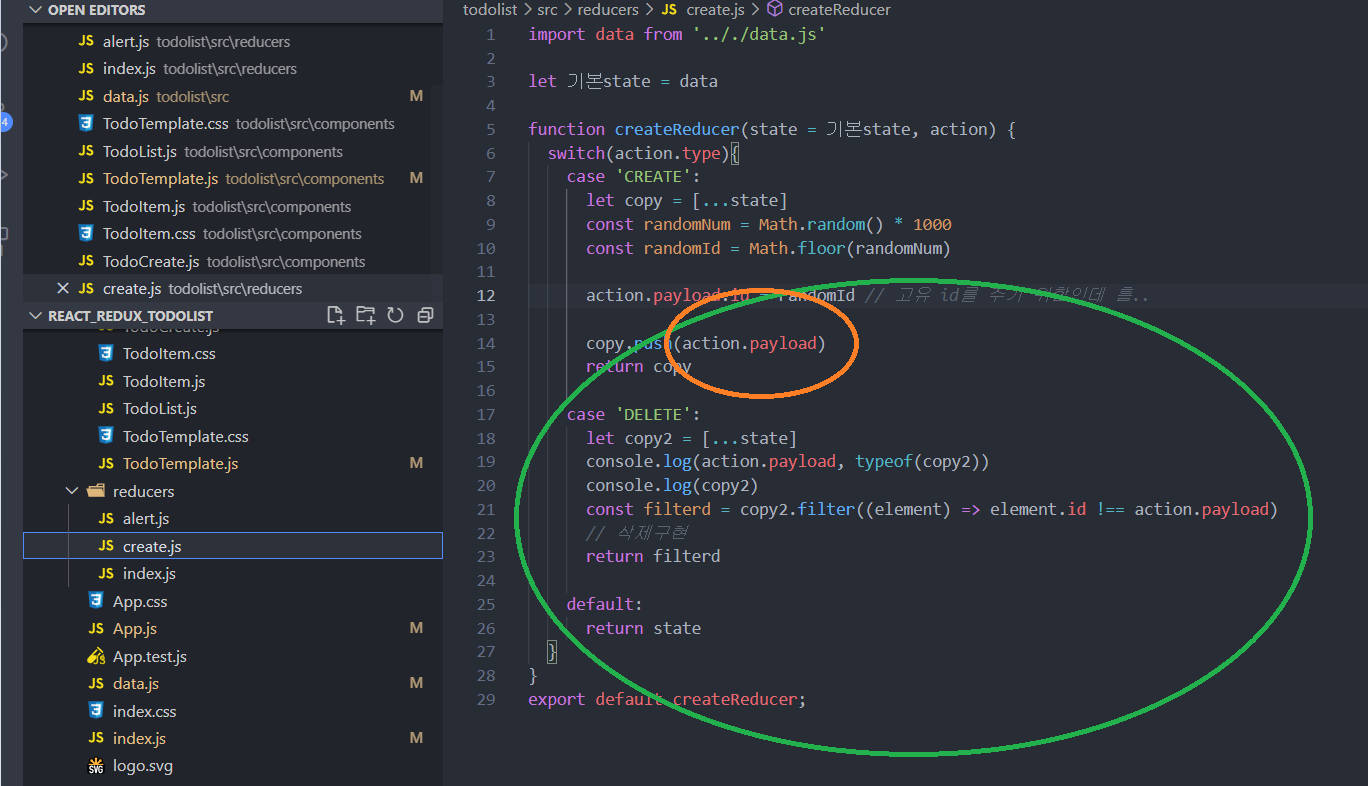 OPEN EDITORS
JS alert.js todolist\src\reducers
JS index.js todolist\src\reducers
JS data.js todolist\src M
TodoTemplate.css todolist\src\components
JS TodoList.js todolist\src\components
JS TodoTemplate.js todolist\src\components M
JS TodoItem.js todolist\src\components
TodoItem.css todolist\src\components
JS TodoCreate.js todolist\src\components
JS create.js todolist\src\reducers
4
REACT_REDUX_TODOLIST
JS TodoCreate.js
TodoItem.css
JS TodoItem.js
JS TodoList.js
TodoTemplate.css
JS TodoTemplate.js M
reducers
JS alert.js
JS create.js
JS index.js
App.css
JS App.js M
App.test.js
JS data.js M
index.css
JS index.js M
SVG logo.svg
todolist > src > reducers > JS create.js > createReducer
1 import data from '.././data.js'
2
3 let 기본state = data
4
5 function createReducer(state = 기본state, action) {
6 switch(action.type){
7 case 'CREATE':
8 let copy = [...state]
9 const randomNum = Math.random() * 1000
10 const randomId = Math.floor(randomNum)
11
12 action.payload.id = randomId // 고유 id를 주기 위함인데 흠..
13
14 copy.push(action.payload)
15 return copy
16
17 case 'DELETE':
18 let copy2 = [...state]
19 console.log(action.payload, typeof(copy2))
20 console.log(copy2)
21 const filterd = copy2.filter((element) => element.id !== action.payload)
22 // 삭제구현
23 return filterd
24
25 default:
26 return state
27 }
28 }
29 export default createReducer;